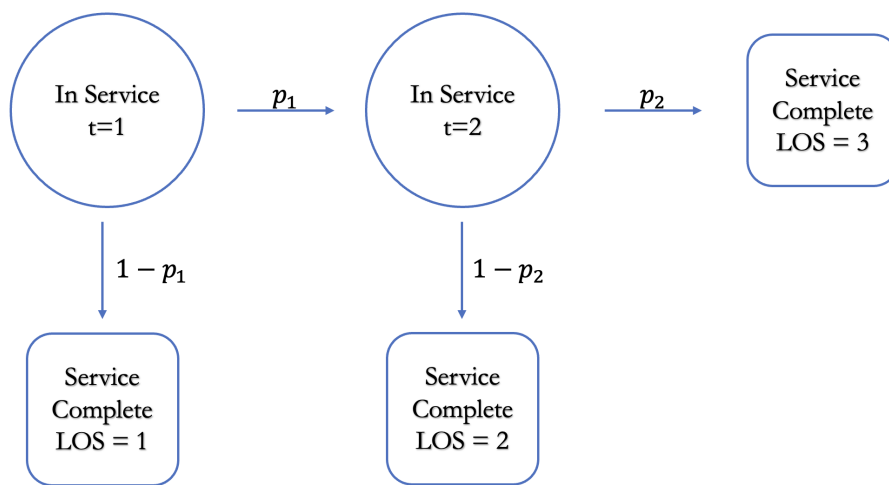 In Service
t=1
p₁
In Service
t=2
p₂
Service
Complete
LOS = 3
1 − p₁
1 − p₂
Service
Complete
LOS = 1
Service
Complete
LOS = 2